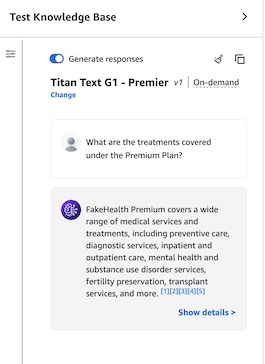 Test Knowledge Base
Generate responses
Titan Text G1 - Premier v1 | On-demand
Change
What are the treatments covered
under the Premium Plan?
FakeHealth Premium covers a wide
range of medical services and
treatments, including preventive care,
diagnostic services, inpatient and
outpatient care, mental health and
substance use disorder services,
fertility preservation, transplant
services, and more. [1][2][3][4][5]
Show details >